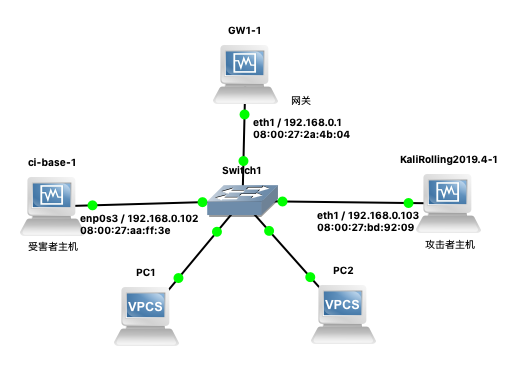 GW1-1
网关
eth1 / 192.168.0.1
08:00:27:2a:4b:04
ci-base-1
Switch1
KaliRolling2019.4-1
enp0s3 / 192.168.0.102
08:00:27:aa:ff:3e
受害者主机
eth1 / 192.168.0.103
08:00:27:bd:92:09
攻击者主机
PC1
VPCS
PC2
VPCS